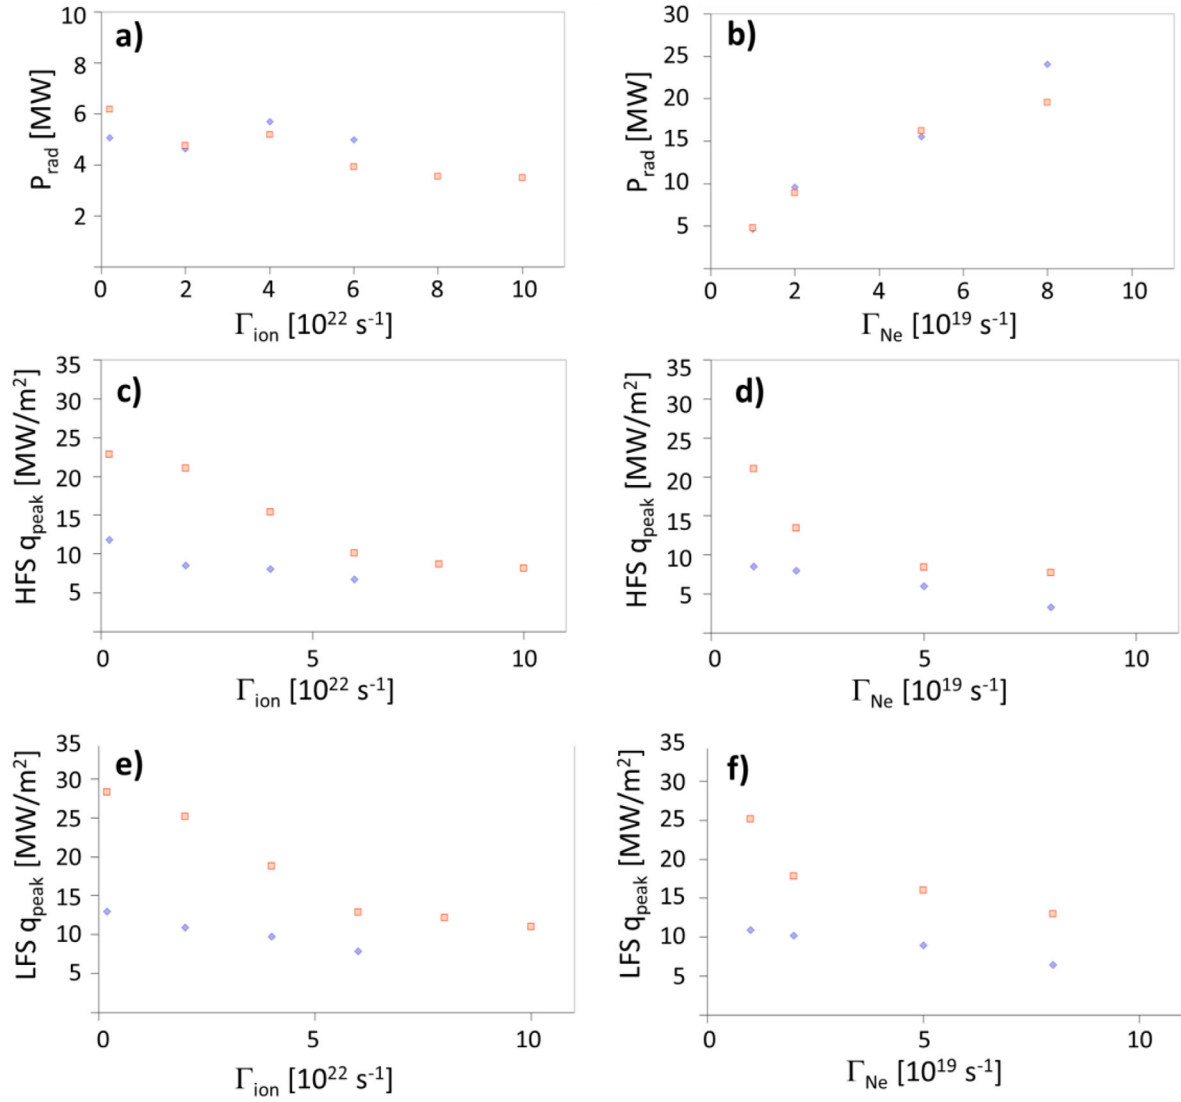 a)
P_rad [MW]
10
8
6
4
2
0 2 4 6 8 10
Γ_ion [10^22 s^-1]
b)
P_rad [MW]
30
25
20
15
10
5
0 2 4 6 8 10
Γ_Ne [10^19 s^-1]
c)
HFS q_peak [MW/m^2]
35
30
25
20
15
10
5
0 5 10
Γ_ion [10^22 s^-1]
d)
HFS q_peak [MW/m^2]
35
30
25
20
15
10
5
0 5 10
Γ_Ne [10^19 s^-1]
e)
LFS q_peak [MW/m^2]
35
30
25
20
15
10
5
0 5 10
Γ_ion [10^22 s^-1]
f)
LFS q_peak [MW/m^2]
35
30
25
20
15
10
5
0 5 10
Γ_Ne [10^19 s^-1]